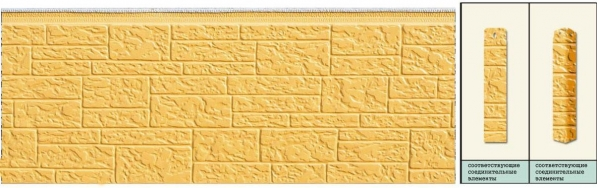 соответствующие
соединительные
элементы
соответствующие
соединительные
элементы